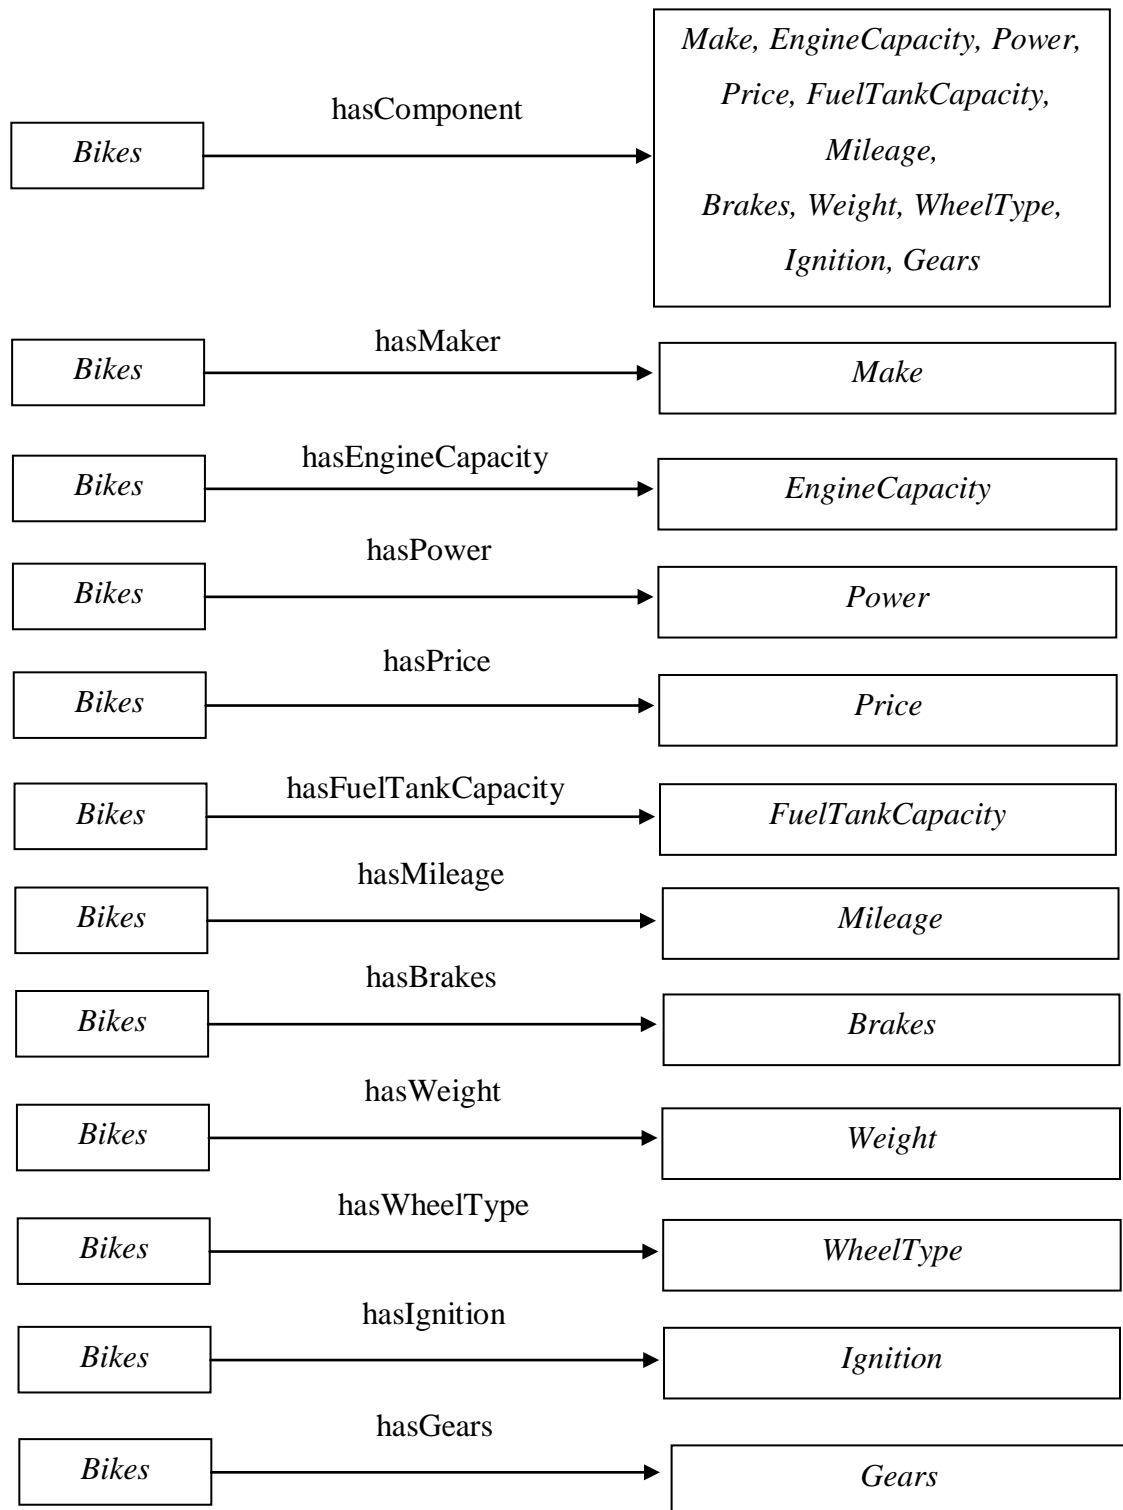 Make, EngineCapacity, Power,
Price, FuelTankCapacity,
Mileage,
Brakes, Weight, WheelType,
Ignition, Gears
hasComponent
Bikes
hasMaker
Bikes
Make
hasEngineCapacity
Bikes
EngineCapacity
hasPower
Bikes
Power
hasPrice
Bikes
Price
hasFuelTankCapacity
Bikes
FuelTankCapacity
hasMileage
Bikes
Mileage
hasBrakes
Bikes
Brakes
hasWeight
Bikes
Weight
hasWheelType
Bikes
WheelType
hasIgnition
Bikes
Ignition
hasGears
Bikes
Gears